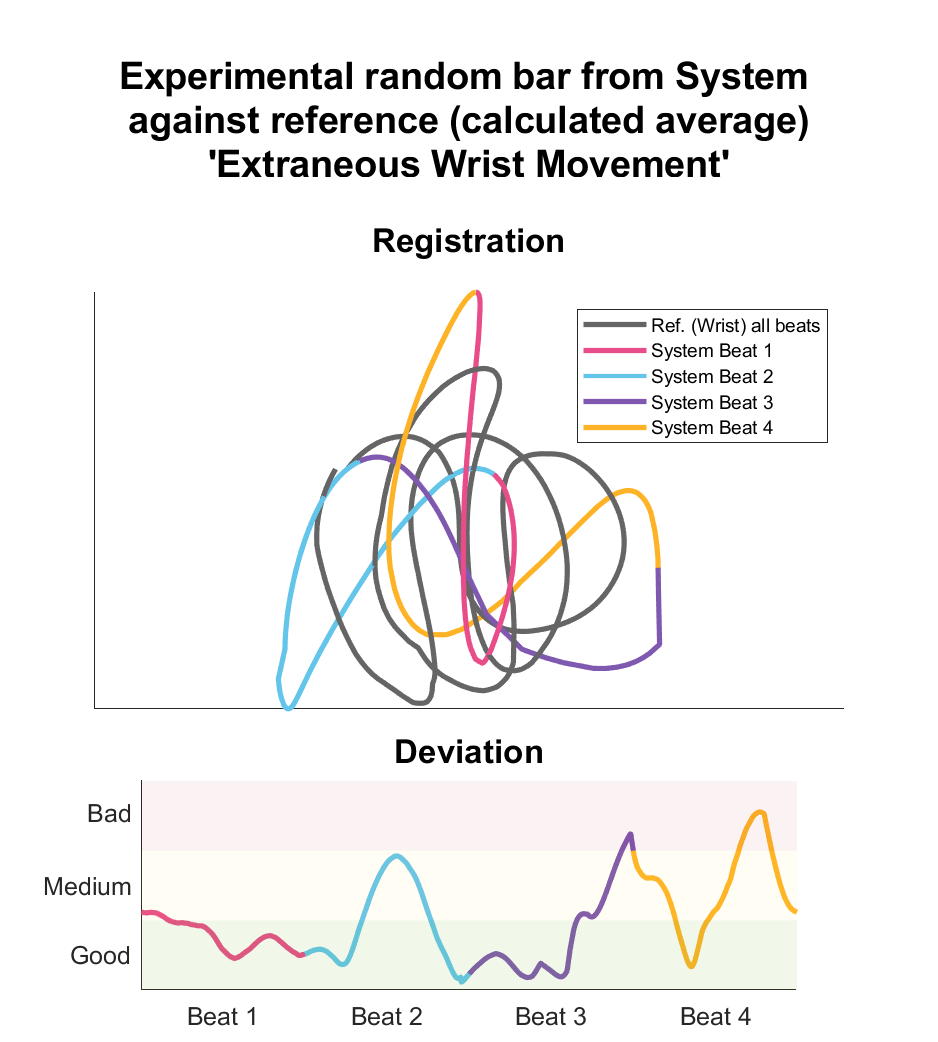 Experimental random bar from System
against reference (calculated average)
'Extraneous Wrist Movement'
Registration
Ref. (Wrist) all beats
System Beat 1
System Beat 2
System Beat 3
System Beat 4
Deviation
Bad
Medium
Good
Beat 1 Beat 2 Beat 3 Beat 4